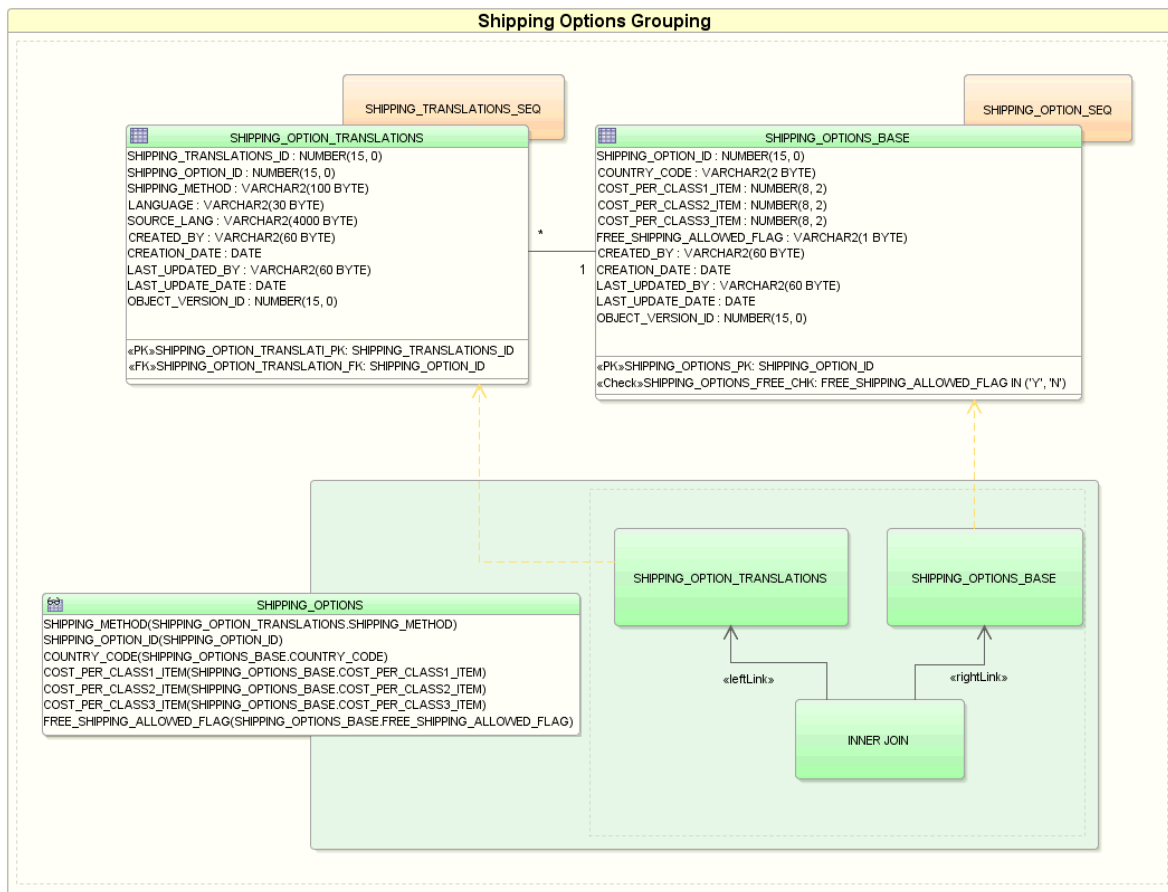 Shipping Options Grouping
SHIPPING_TRANSLATIONS_SEQ
SHIPPING_OPTION_SEQ
SHIPPING_OPTION_TRANSLATIONS
SHIPPING_TRANSLATIONS_ID : NUMBER(15, 0)
SHIPPING_OPTION_ID : NUMBER(15, 0)
SHIPPING_METHOD : VARCHAR2(100 BYTE)
LANGUAGE : VARCHAR2(30 BYTE)
SOURCE_LANG : VARCHAR2(4000 BYTE)
CREATED_BY : VARCHAR2(60 BYTE)
CREATION_DATE : DATE
LAST_UPDATED_BY : VARCHAR2(60 BYTE)
LAST_UPDATE_DATE : DATE
OBJECT_VERSION_ID : NUMBER(15, 0)
«PK»SHIPPING_OPTION_TRANSLATI_PK: SHIPPING_TRANSLATIONS_ID
«FK»SHIPPING_OPTION_TRANSLATION_FK: SHIPPING_OPTION_ID
*
1
SHIPPING_OPTIONS_BASE
SHIPPING_OPTION_ID : NUMBER(15, 0)
COUNTRY_CODE : VARCHAR2(2 BYTE)
COST_PER_CLASS1_ITEM : NUMBER(8, 2)
COST_PER_CLASS2_ITEM : NUMBER(8, 2)
COST_PER_CLASS3_ITEM : NUMBER(8, 2)
FREE_SHIPPING_ALLOWED_FLAG : VARCHAR2(1 BYTE)
CREATED_BY : VARCHAR2(60 BYTE)
CREATION_DATE : DATE
LAST_UPDATED_BY : VARCHAR2(60 BYTE)
LAST_UPDATE_DATE : DATE
OBJECT_VERSION_ID : NUMBER(15, 0)
«PK»SHIPPING_OPTIONS_PK: SHIPPING_OPTION_ID
«Check»SHIPPING_OPTIONS_FREE_CHK: FREE_SHIPPING_ALLOWED_FLAG IN ('Y', 'N')
SHIPPING_OPTION_TRANSLATIONS
SHIPPING_OPTIONS_BASE
SHIPPING_OPTIONS
SHIPPING_METHOD(SHIPPING_OPTION_TRANSLATIONS.SHIPPING_METHOD)
SHIPPING_OPTION_ID(SHIPPING_OPTION_ID)
COUNTRY_CODE(SHIPPING_OPTIONS_BASE.COUNTRY_CODE)
COST_PER_CLASS1_ITEM(SHIPPING_OPTIONS_BASE.COST_PER_CLASS1_ITEM)
COST_PER_CLASS2_ITEM(SHIPPING_OPTIONS_BASE.COST_PER_CLASS2_ITEM)
COST_PER_CLASS3_ITEM(SHIPPING_OPTIONS_BASE.COST_PER_CLASS3_ITEM)
FREE_SHIPPING_ALLOWED_FLAG(SHIPPING_OPTIONS_BASE.FREE_SHIPPING_ALLOWED_FLAG)
«leftLink»
«rightLink»
INNER JOIN